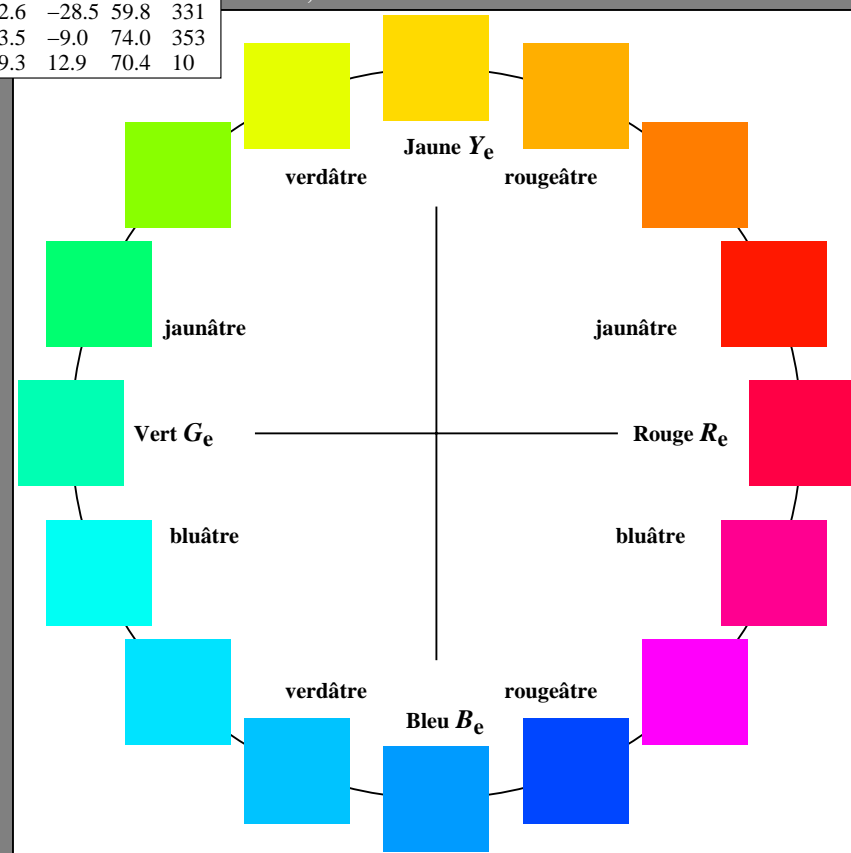 2.6 −28.5 59.8 331
3.5 −9.0 74.0 353
9.3 12.9 70.4 10
Jaune Ye
verdâtre rougeâtre
jaunâtre jaunâtre
Vert Ge Rouge Re
bluâtre bluâtre
verdâtre rougeâtre
Bleu Be